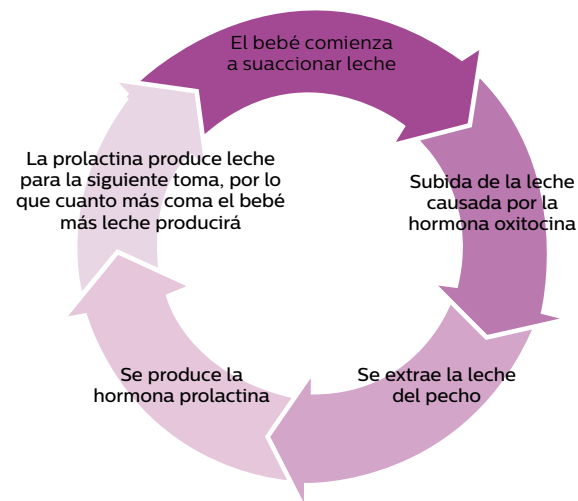 El bebé comienza
a suaccionar leche
Subida de la leche
causada por la
hormona oxitocina
Se extrae la leche
del pecho
Se produce la
hormona prolactina
La prolactina produce leche
para la siguiente toma, por lo
que cuanto más coma el bebé
más leche producirá